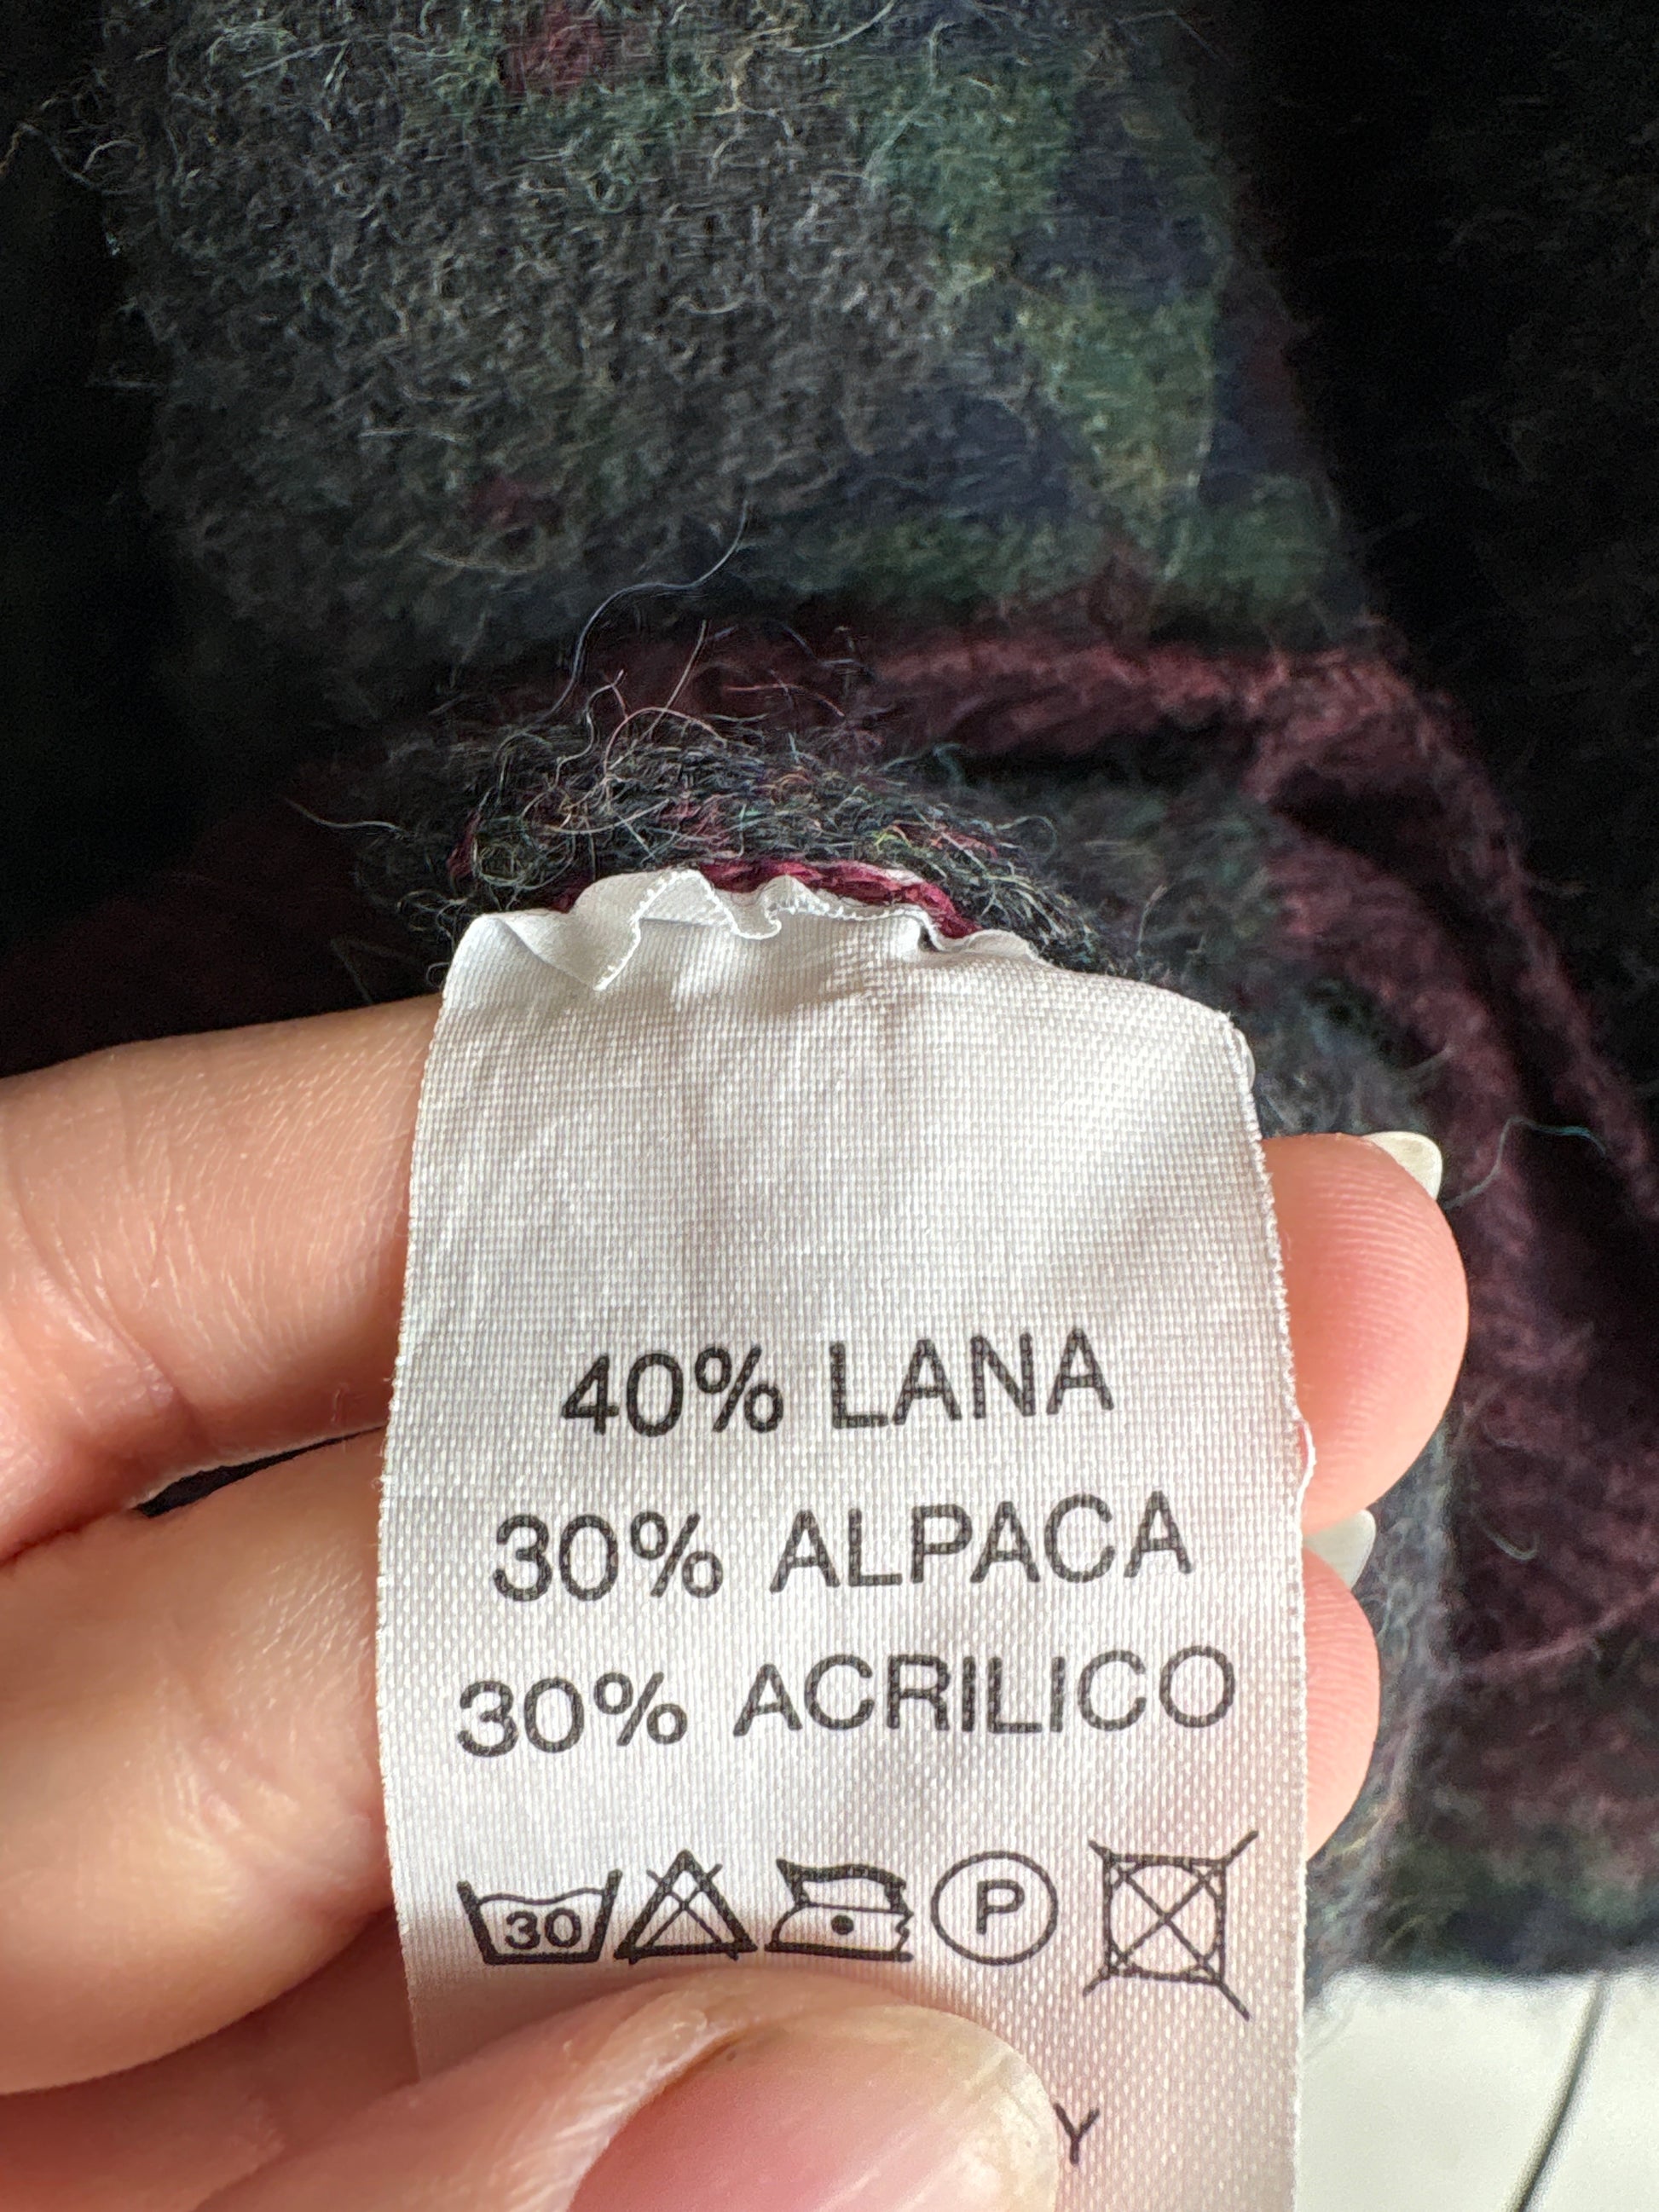 40% LANA
30% ALPACA
30% ACRILICO
30 P
Y